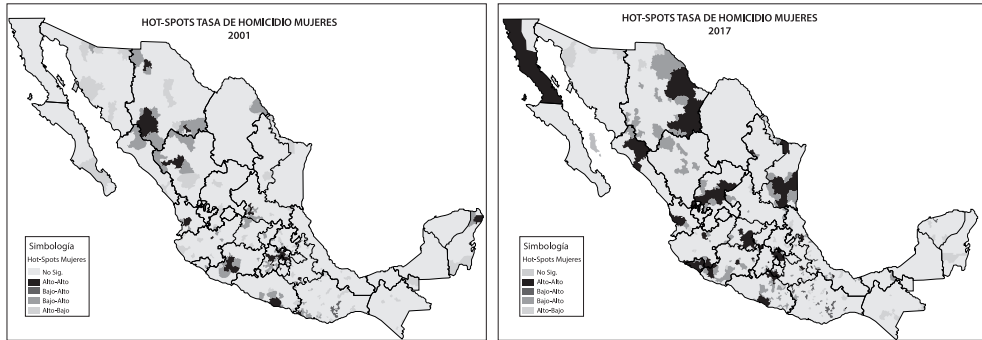 HOT-SPOTS TASA DE HOMICIDIO MUJERES
2001
Simbología
Hot-Spots Mujeres
No Sig.
Alto-Alto
Bajo-Alto
Bajo-Alto
Alto-Bajo
HOT-SPOTS TASA DE HOMICIDIO MUJERES
2017
Simbología
Hot-Spots Mujeres
No Sig.
Alto-Alto
Bajo-Alto
Bajo-Alto
Alto-Bajo